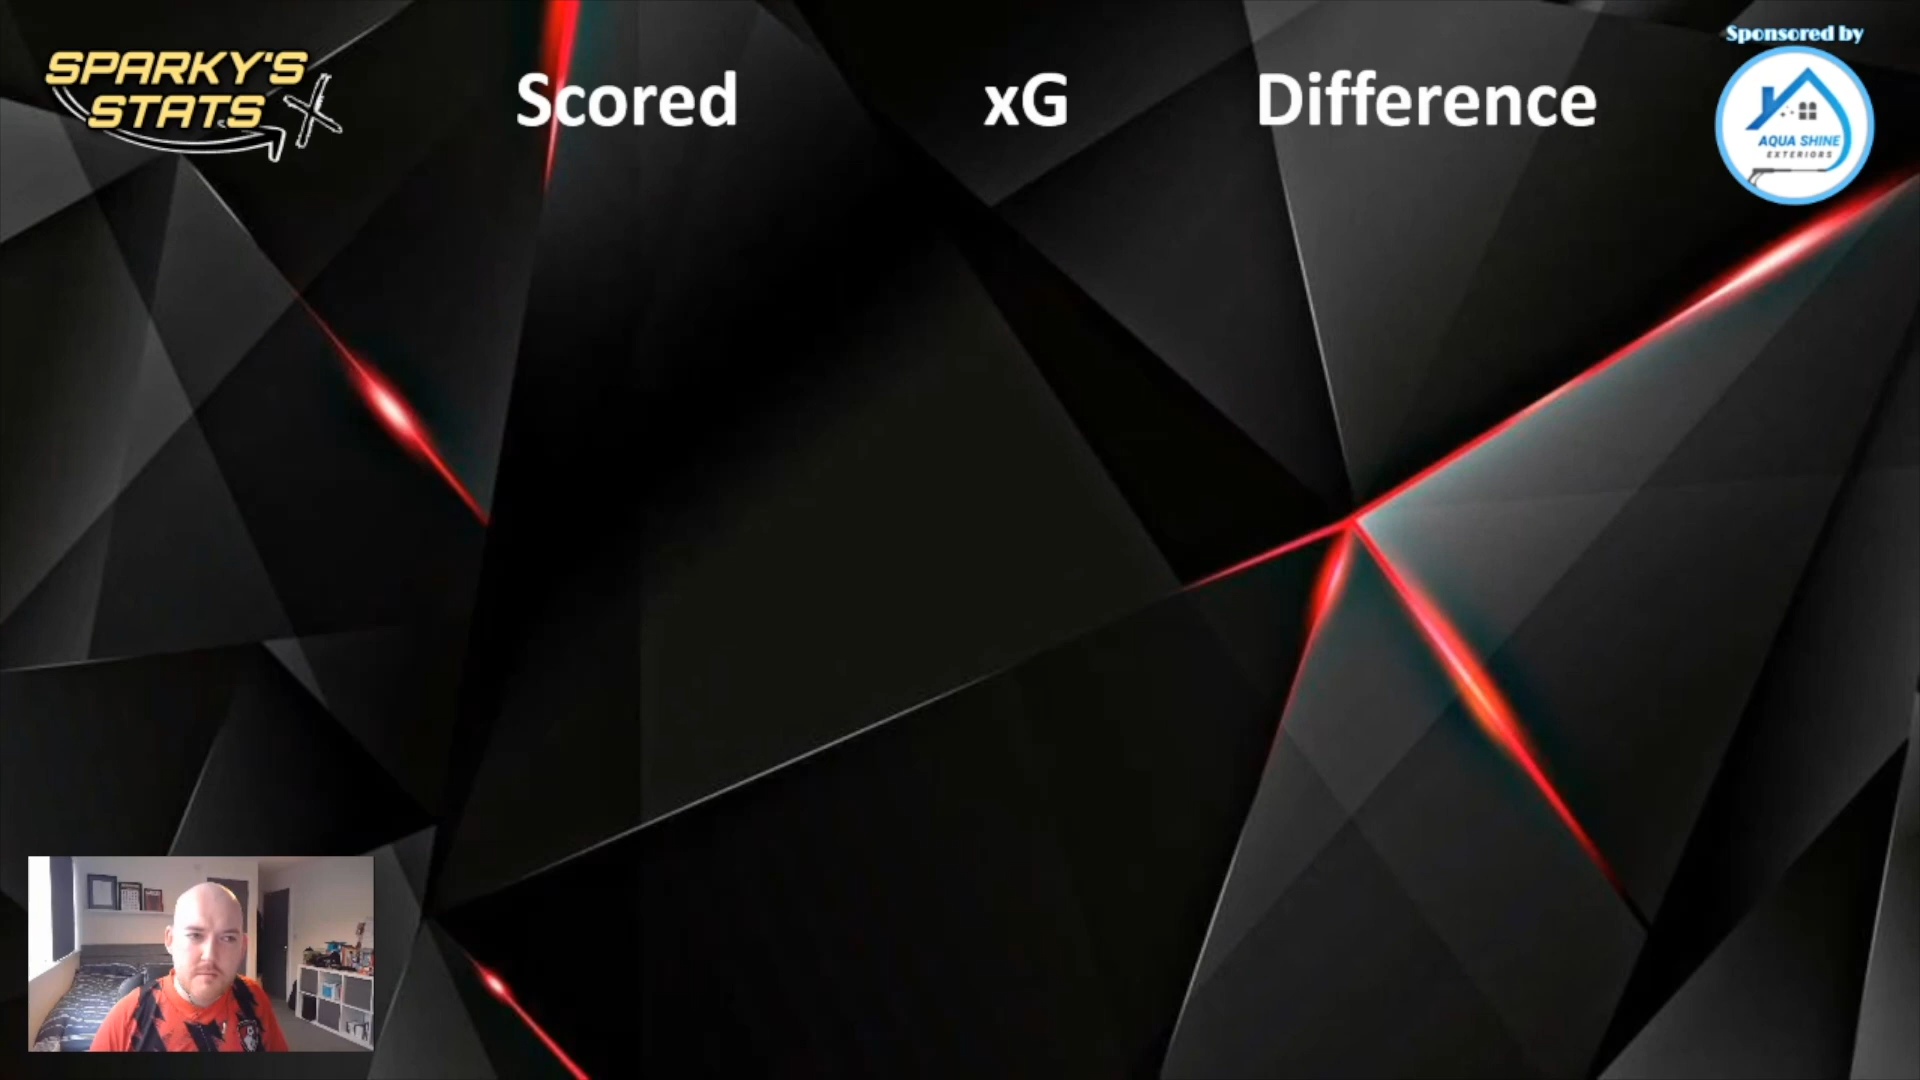 Sponsored by
SPARKY'S
STATS X
Scored xG Difference
AQUA SHINE
EXTERIORS